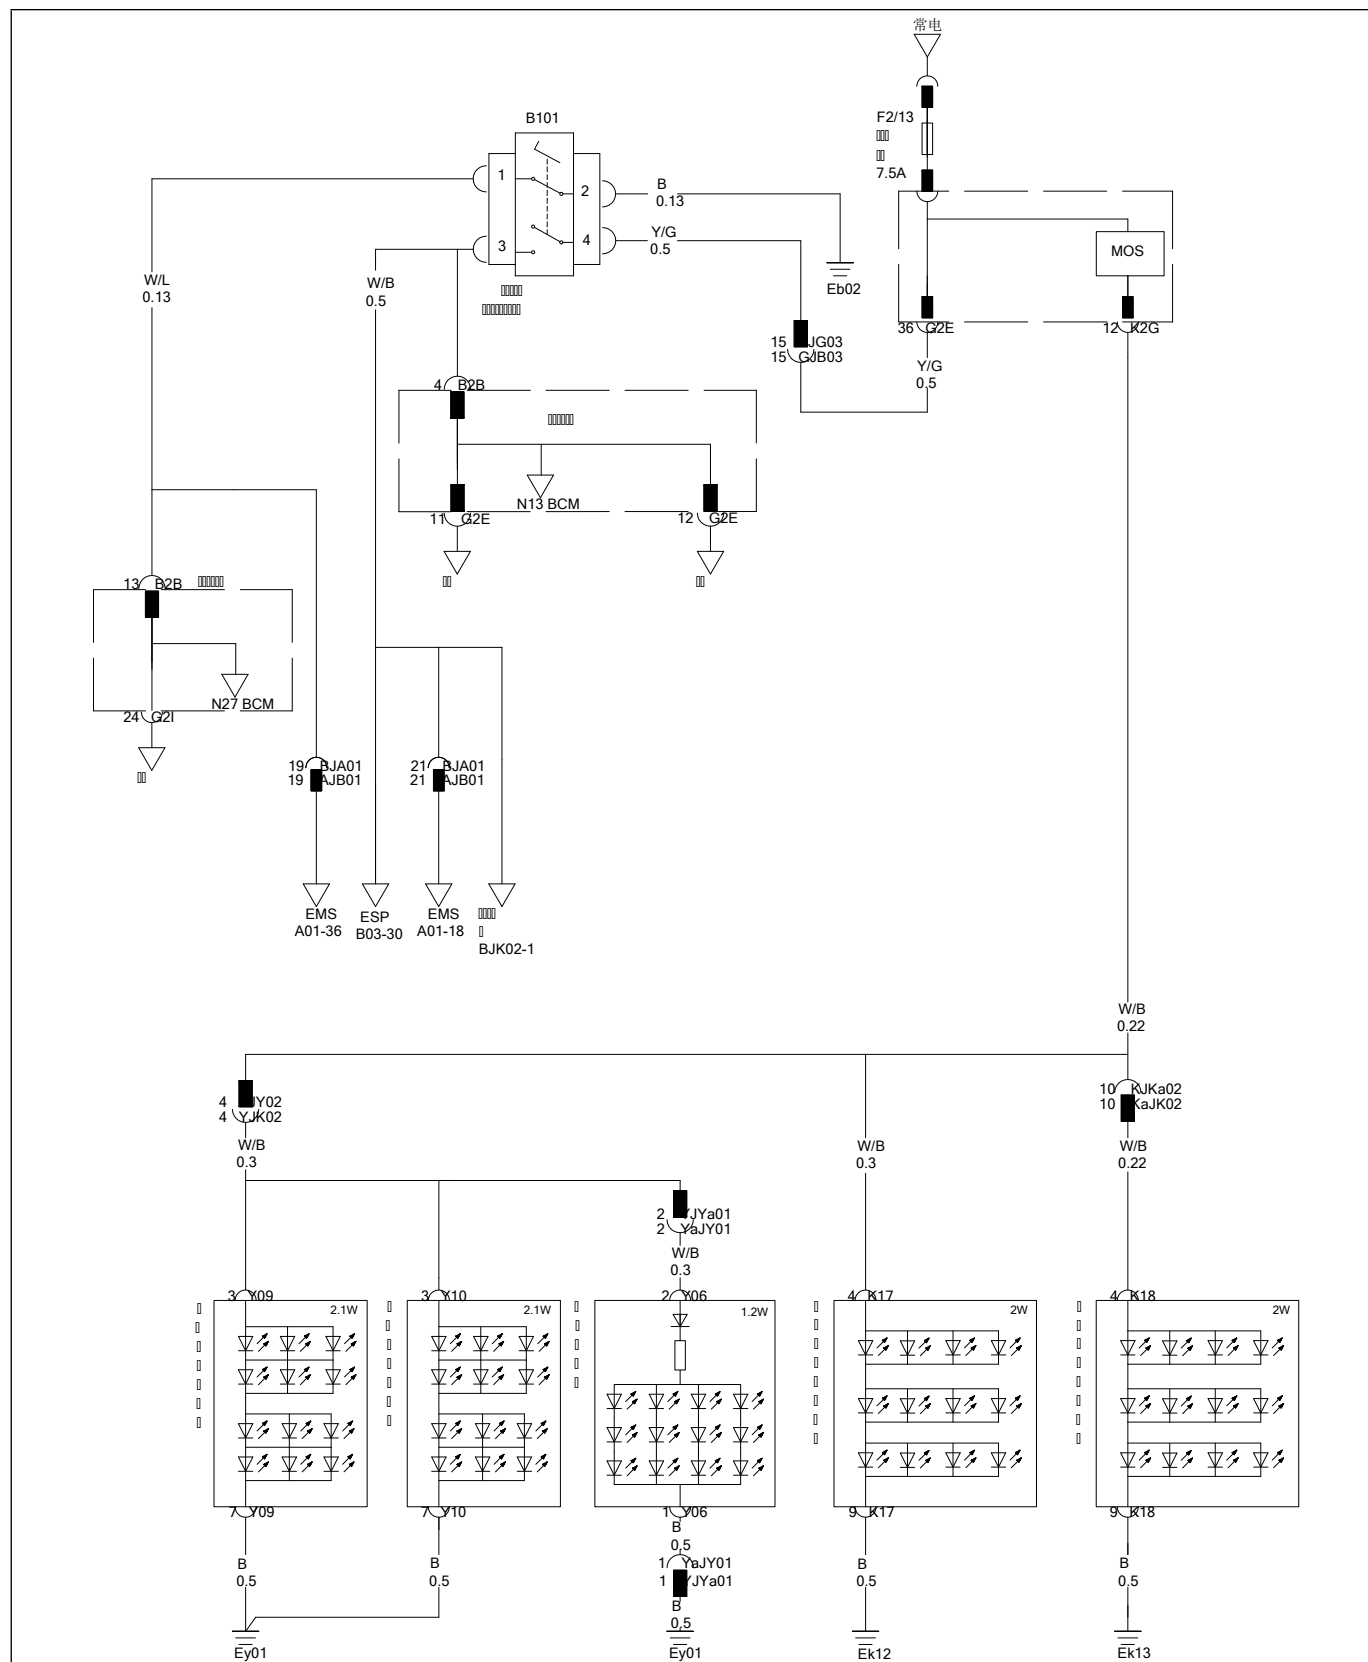 常电
F2/13
7.5A
B101
1
2
3
4
B
0.13
Y/G
0.5
Eb02
MOS
W/L
0.13
W/B
0.5
36 G2E
12 K2G
15 JG03
15 GJB03
Y/G
0.5
4 B2B
N13 BCM
11 G2E
12 G2E
13 B2B
N27 BCM
24 G2I
19 BJA01
19 AJB01
21 BJA01
21 AJB01
EMS
A01-36
ESP
B03-30
EMS
A01-18
BJK02-1
W/B
0.22
4 JY02
4 YJK02
10 KJKa02
10 KaJK02
W/B
0.3
W/B
0.3
W/B
0.22
2 YJYa01
2 YaJY01
W/B
0.3
3 Y09
3 Y10
2 Y06
4 K17
4 K18
2.1W
2.1W
1.2W
2W
2W
7 Y09
7 Y10
1 Y06
9 K17
9 K18
B
0.5
B
0.5
B
0.5
B
0.5
B
0.5
1 YaJY01
1 YJYa01
B
0.5
Ey01
Ey01
Ek12
Ek13